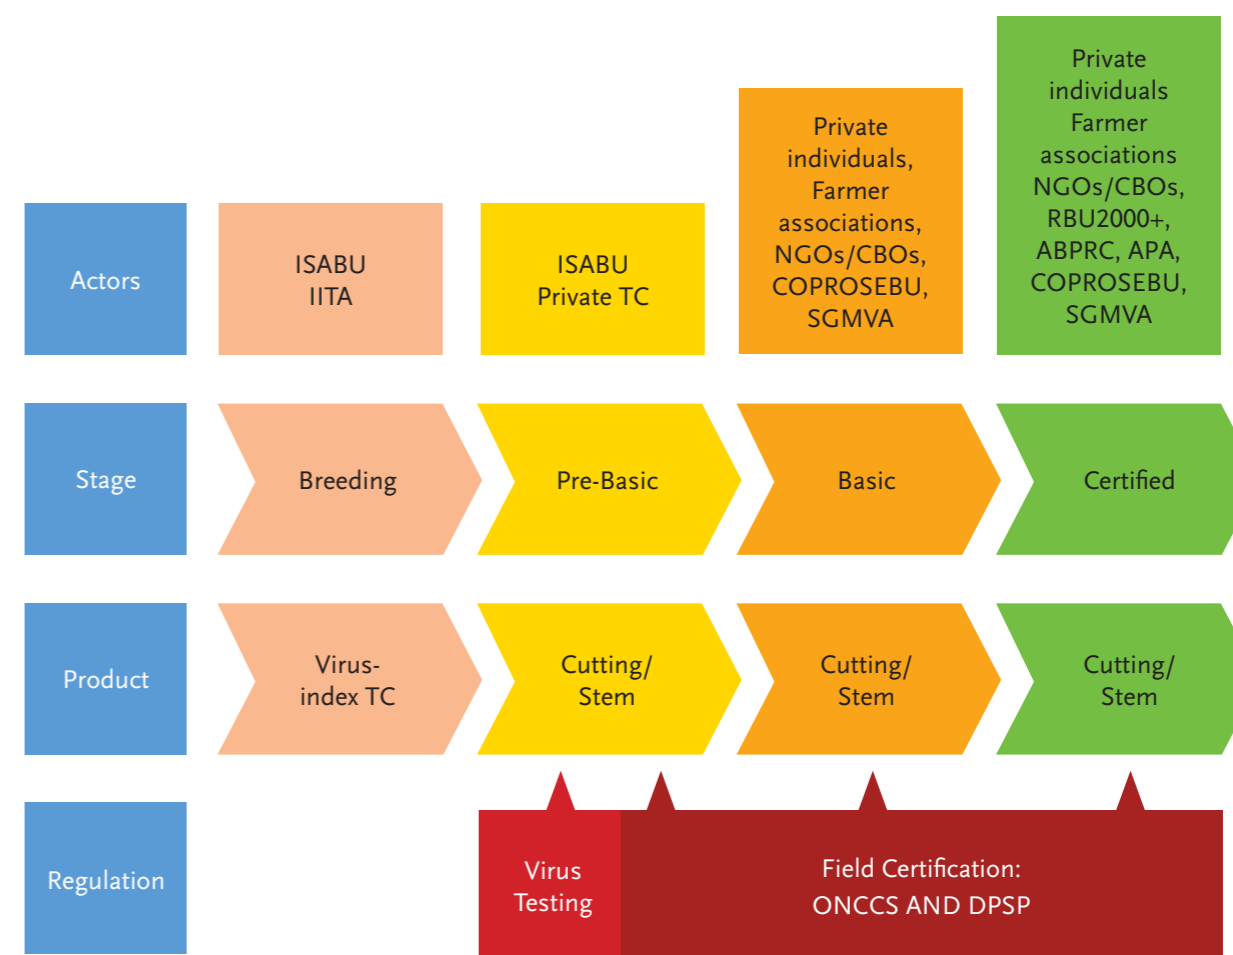 Actors
ISABU
IITA
ISABU
Private TC
Private
individuals,
Farmer
associations,
NGOs/CBOs,
COPROSEBU,
SGMVA
Private
individuals
Farmer
associations
NGOs/CBOs,
RBU2000+,
ABPRC, APA,
COPROSEBU,
SGMVA
Stage
Breeding
Pre-Basic
Basic
Certified
Product
Virus-
index TC
Cutting/
Stem
Cutting/
Stem
Cutting/
Stem
Regulation
Virus
Testing
Field Certification:
ONCCS AND DPSP